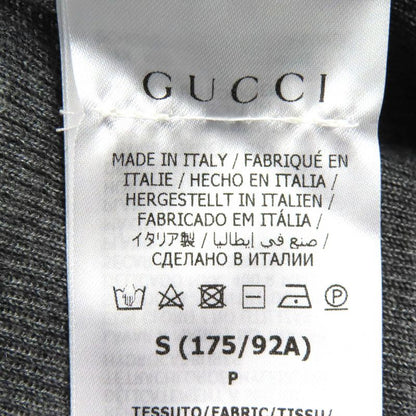 GUCCI
MADE IN ITALY / FABRIQUÉ EN
ITALIE / HECHO EN ITALIA /
HERGESTELLT IN ITALIEN /
FABRICADO EM ITÁLIA /
イタリア製 / صنع في إيطاليا /
СДЕЛАНО В ИТАЛИИ
P
S (175/92A)
P
TESSUTO/FABRIC/TISSU/